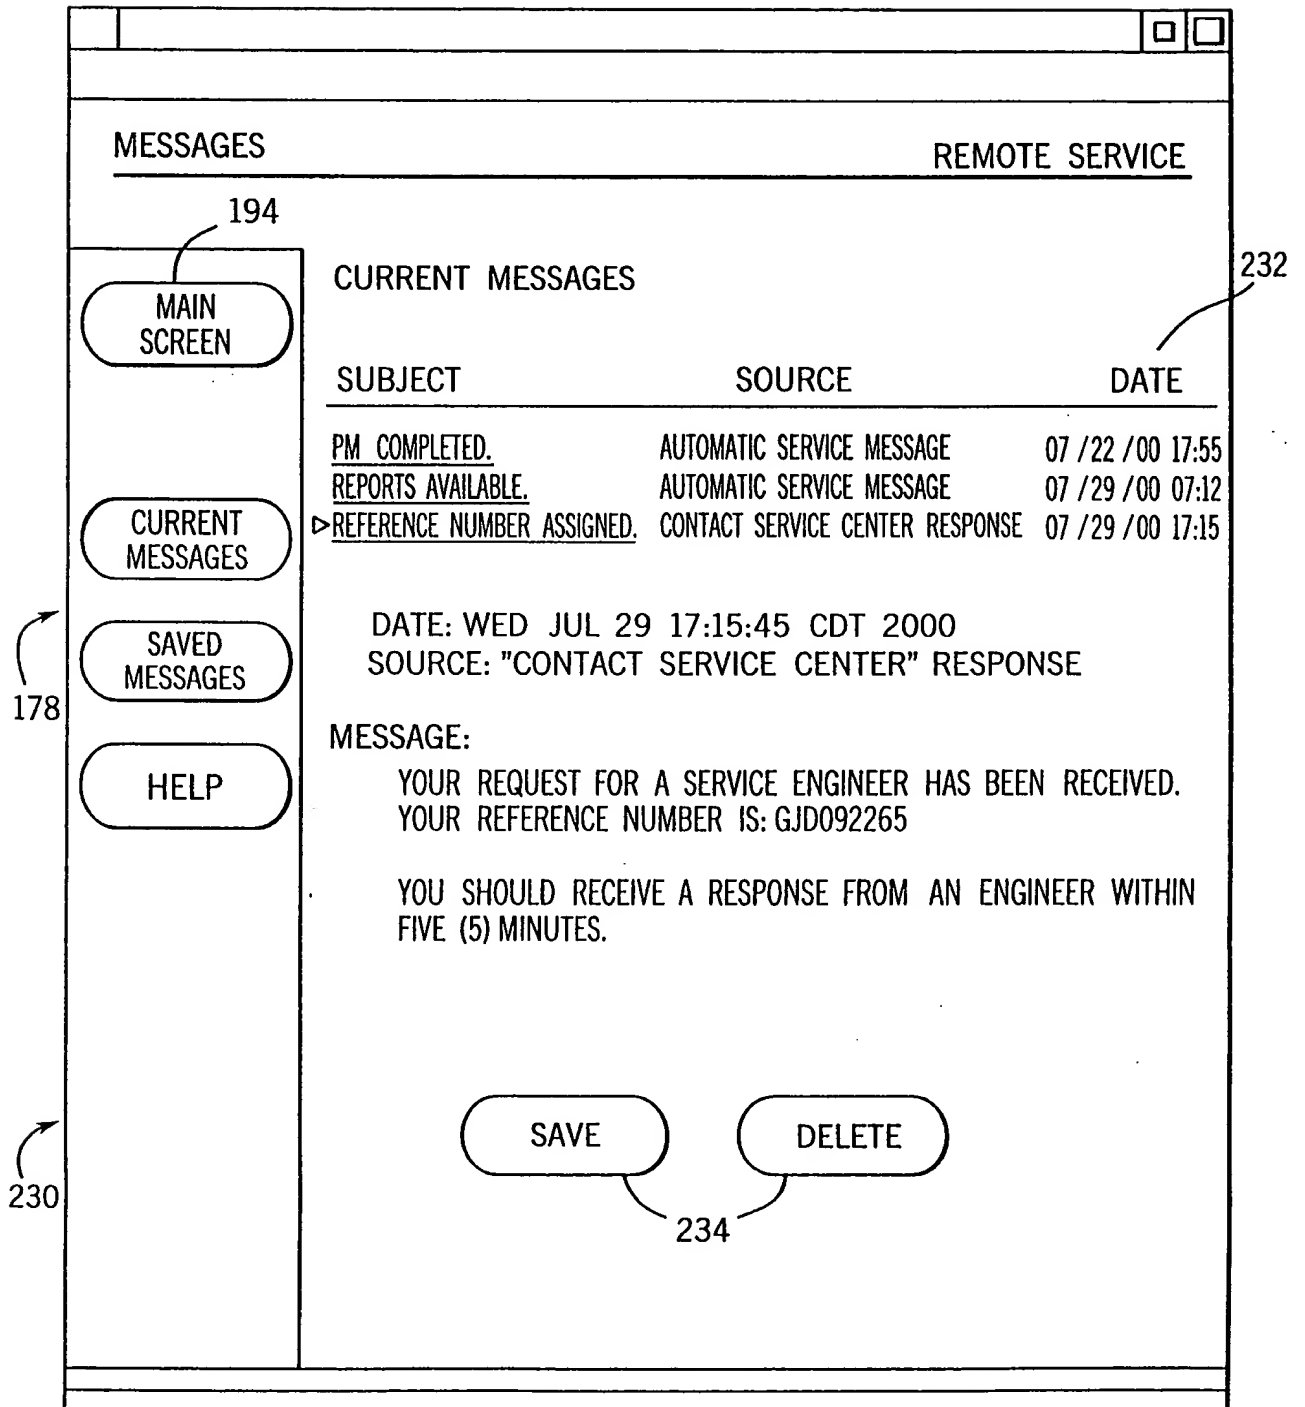 MESSAGES
REMOTE SERVICE
194
232
MAIN
SCREEN
CURRENT MESSAGES
SUBJECT SOURCE DATE
PM COMPLETED. AUTOMATIC SERVICE MESSAGE 07 /22 /00 17:55
REPORTS AVAILABLE. AUTOMATIC SERVICE MESSAGE 07 /29 /00 07:12
REFERENCE NUMBER ASSIGNED. CONTACT SERVICE CENTER RESPONSE 07 /29 /00 17:15
CURRENT
MESSAGES
SAVED
MESSAGES
HELP
178
DATE: WED JUL 29 17:15:45 CDT 2000
SOURCE: "CONTACT SERVICE CENTER" RESPONSE
MESSAGE:
YOUR REQUEST FOR A SERVICE ENGINEER HAS BEEN RECEIVED.
YOUR REFERENCE NUMBER IS: GJD092265
YOU SHOULD RECEIVE A RESPONSE FROM AN ENGINEER WITHIN
FIVE (5) MINUTES.
SAVE DELETE
230
234